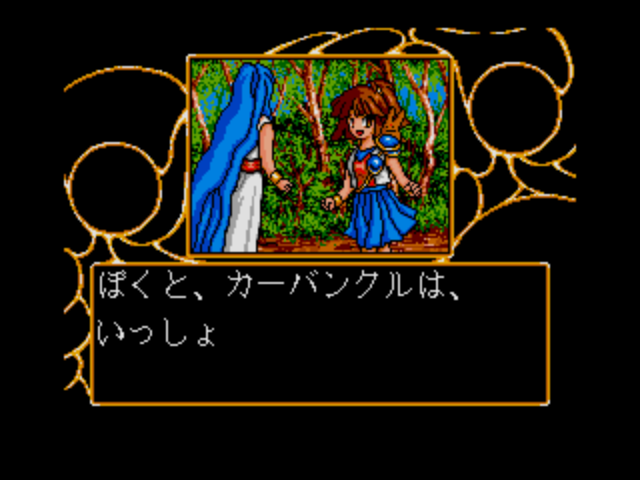 ぼくと、カーバンクルは、
いっしょ